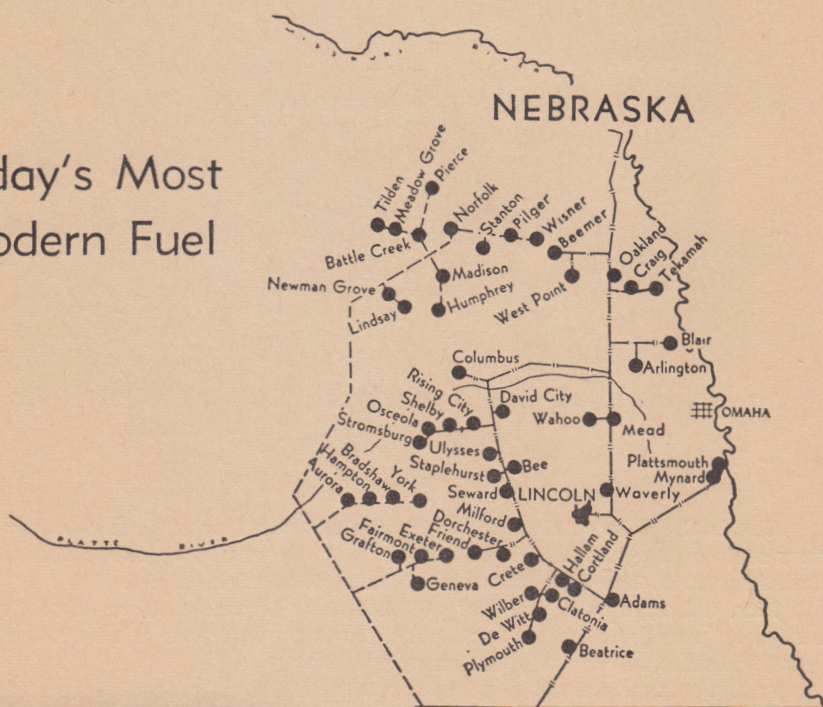 NEBRASKA
day's Most
odern Fuel
Tilden
Meadow Grove
Pierce
Battle Creek
Norfolk
Stanton
Pilger
Wisner
Beemer
Oakland
Craig
Tekamah
West Point
Madison
Humphrey
Newman Grove
Lindsay
Blair
Arlington
Columbus
Rising City
Shelby
Osceola
Stromsburg
David City
Wahoo
Mead
OMAHA
Ulysses
Staplehurst
Bee
Plattsmouth
Mynard
Seward
LINCOLN
Waverly
York
Bradshaw
Hampton
Aurora
Milford
Dorchester
Friend
Exeter
Fairmont
Grafton
Geneva
PLATTE RIVER
Crete
Hallam
Cortland
Wilber
Clatonia
Adams
De Witt
Plymouth
Beatrice